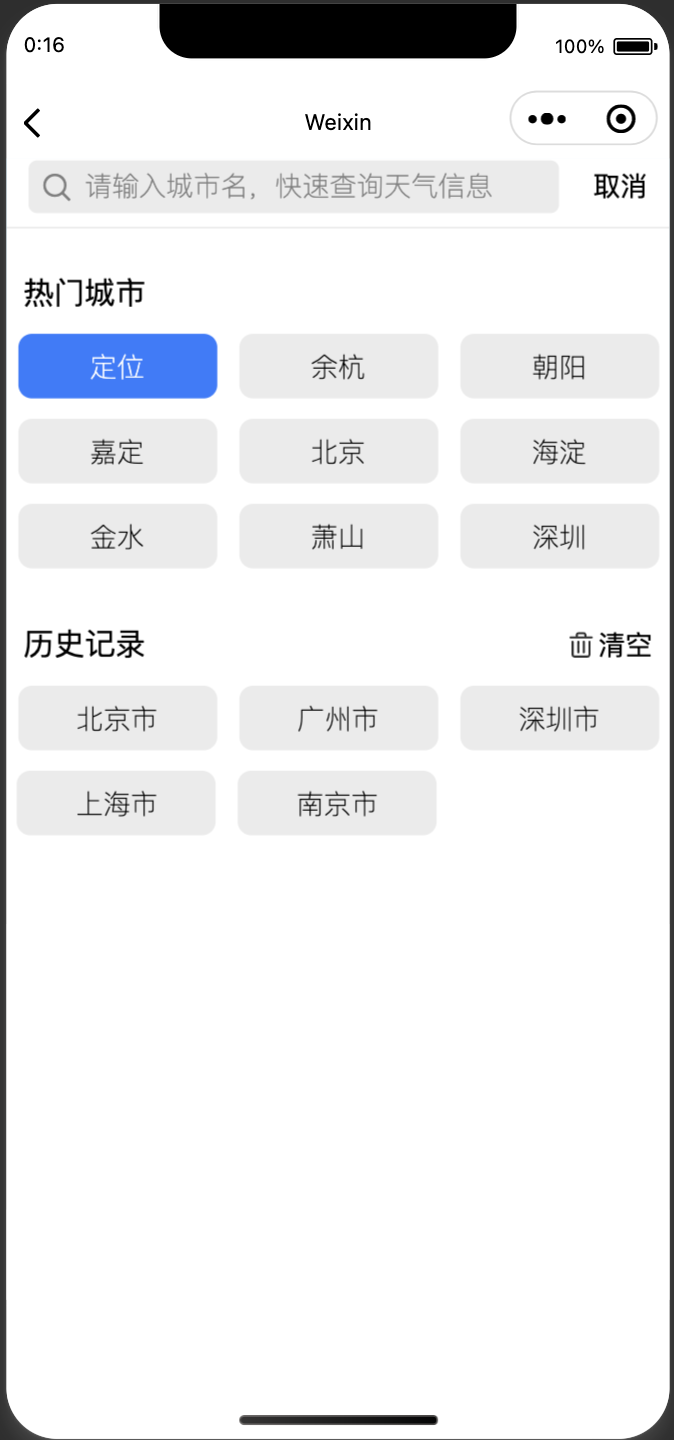 0:16 100%
Weixin
请输入城市名，快速查询天气信息 取消
热门城市
定位 余杭 朝阳
嘉定 北京 海淀
金水 萧山 深圳
历史记录 清空
北京市 广州市 深圳市
上海市 南京市